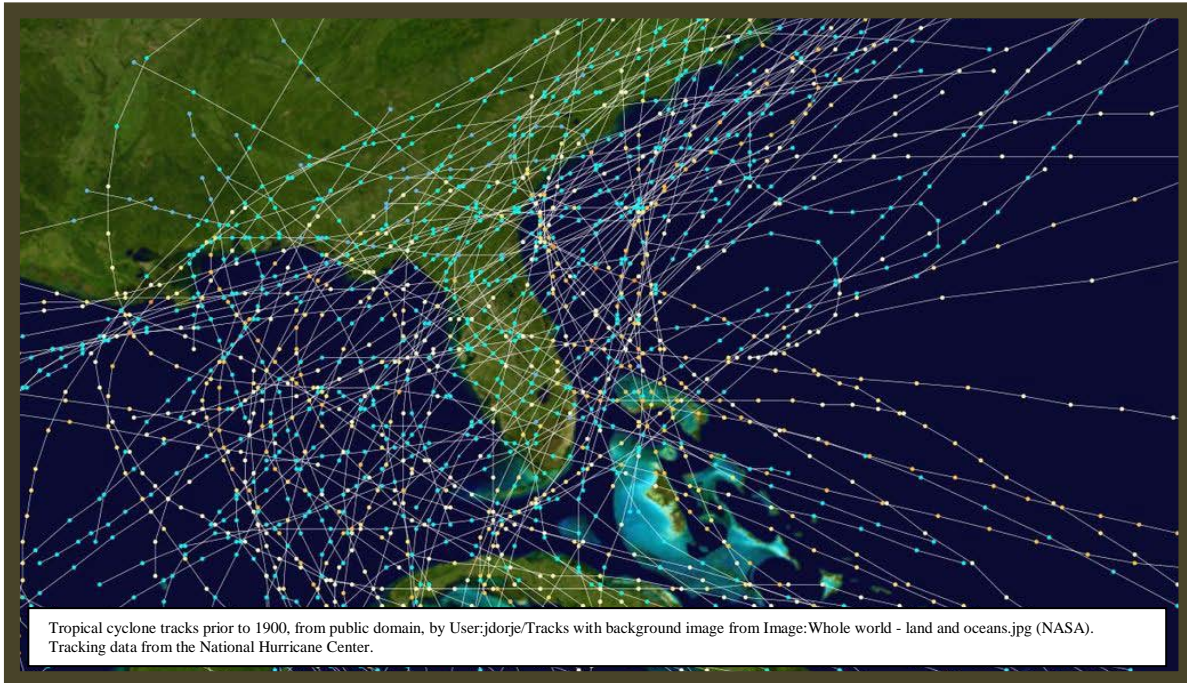 Tropical cyclone tracks prior to 1900, from public domain, by User:jdorje/Tracks with background image from Image:Whole world - land and oceans.jpg (NASA).
Tracking data from the National Hurricane Center.